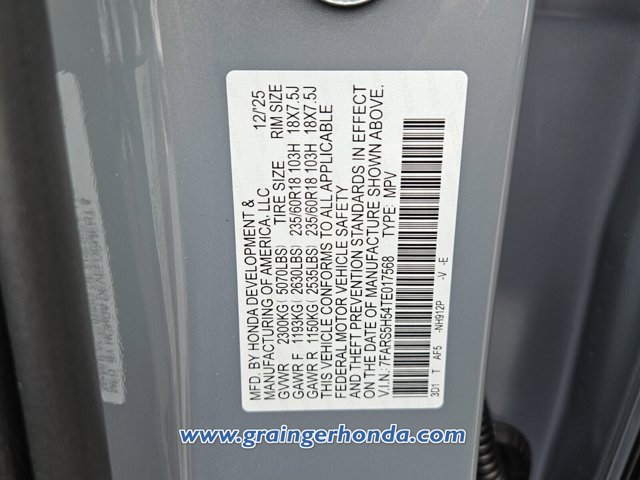 MFD. BY HONDA DEVELOPMENT &
MANUFACTURING OF AMERICA, LLC 12/'25
GVWR 2300KG ( 5070LBS) TIRE SIZE RIM SIZE
GAWR F 1193KG ( 2630LBS) 235/60R18 103H 18X7.5J
GAWR R 1150KG ( 2535LBS) 235/60R18 103H 18X7.5J
THIS VEHICLE CONFORMS TO ALL APPLICABLE
FEDERAL MOTOR VEHICLE SAFETY
AND THEFT PREVENTION STANDARDS IN EFFECT
ON THE DATE OF MANUFACTURE SHOWN ABOVE.
V.I.N.: 7FARS5H54TE017568 TYPE: MPV
3D1 T AF5 -NH912P -V -E
www.graingerhonda.com